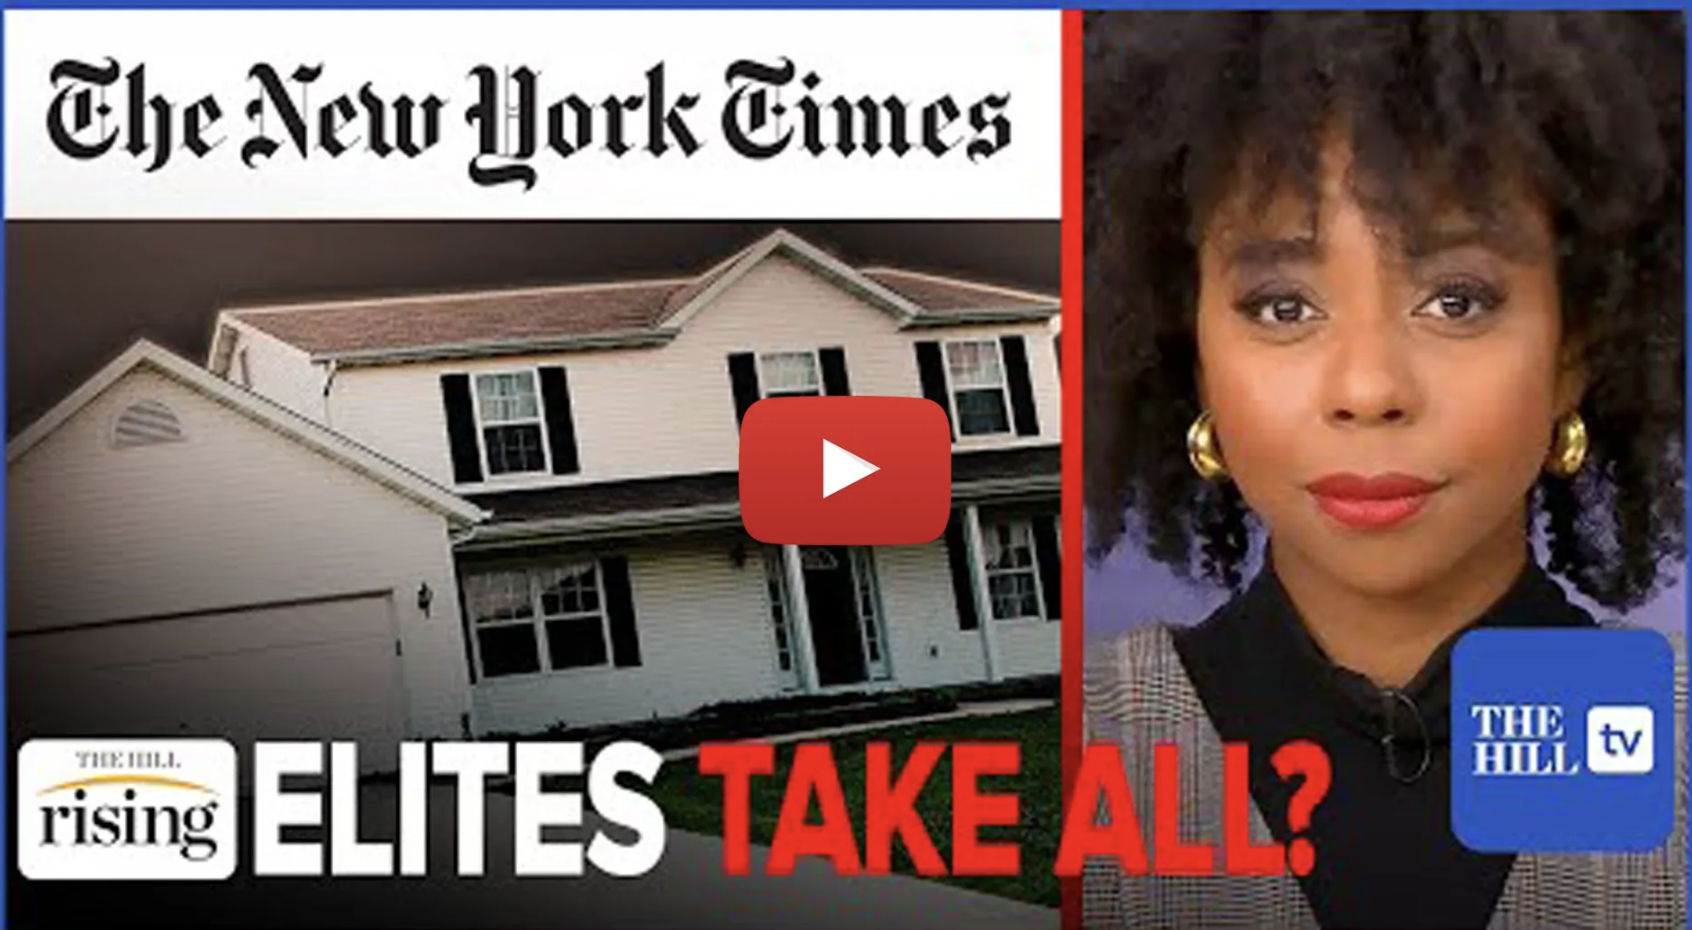 The New York Times
THE HILL
rising
ELITES TAKE ALL?
THE
HILL
tv